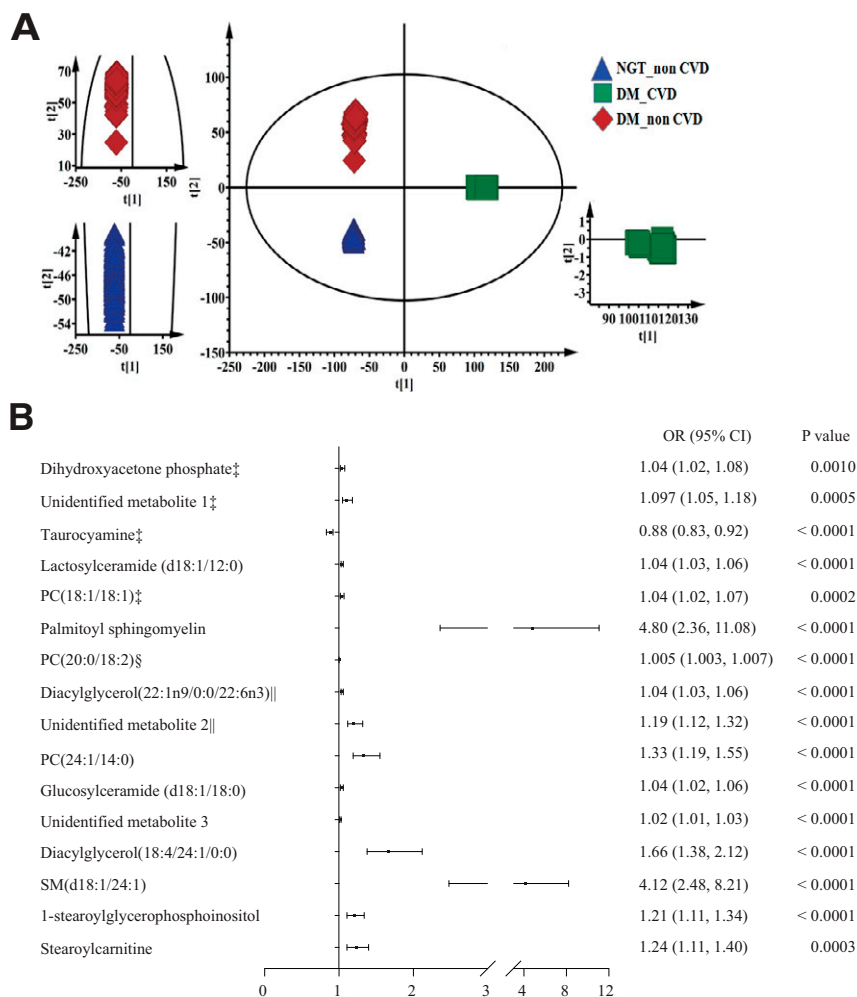 A
NGT_non CVD
DM_CVD
DM_non CVD
70
50
30
10
t[2]
-250 -50 150
t[1]
-42
-46
-50
-54
t[2]
-250 -50 150
t[1]
100
50
0
-50
-100
-150
t[2]
-250 -200 -150 -100 -50 0 50 100 150 200
t[1]
1
0
-1
-2
-3
t[2]
90 100 110 120 130
t[1]
B
OR (95% CI) P value
Dihydroxyacetone phosphate‡ 1.04 (1.02, 1.08) 0.0010
Unidentified metabolite 1‡ 1.097 (1.05, 1.18) 0.0005
Taurocyamine‡ 0.88 (0.83, 0.92) < 0.0001
Lactosylceramide (d18:1/12:0) 1.04 (1.03, 1.06) < 0.0001
PC(18:1/18:1)‡ 1.04 (1.02, 1.07) 0.0002
Palmitoyl sphingomyelin 4.80 (2.36, 11.08) < 0.0001
PC(20:0/18:2)§ 1.005 (1.003, 1.007) < 0.0001
Diacylglycerol(22:1n9/0:0/22:6n3)|| 1.04 (1.03, 1.06) < 0.0001
Unidentified metabolite 2|| 1.19 (1.12, 1.32) < 0.0001
PC(24:1/14:0) 1.33 (1.19, 1.55) < 0.0001
Glucosylceramide (d18:1/18:0) 1.04 (1.02, 1.06) < 0.0001
Unidentified metabolite 3 1.02 (1.01, 1.03) < 0.0001
Diacylglycerol(18:4/24:1/0:0) 1.66 (1.38, 2.12) < 0.0001
SM(d18:1/24:1) 4.12 (2.48, 8.21) < 0.0001
1-stearoylglycerophosphoinositol 1.21 (1.11, 1.34) < 0.0001
Stearoylcarnitine 1.24 (1.11, 1.40) 0.0003
0 1 2 3 4 8 12